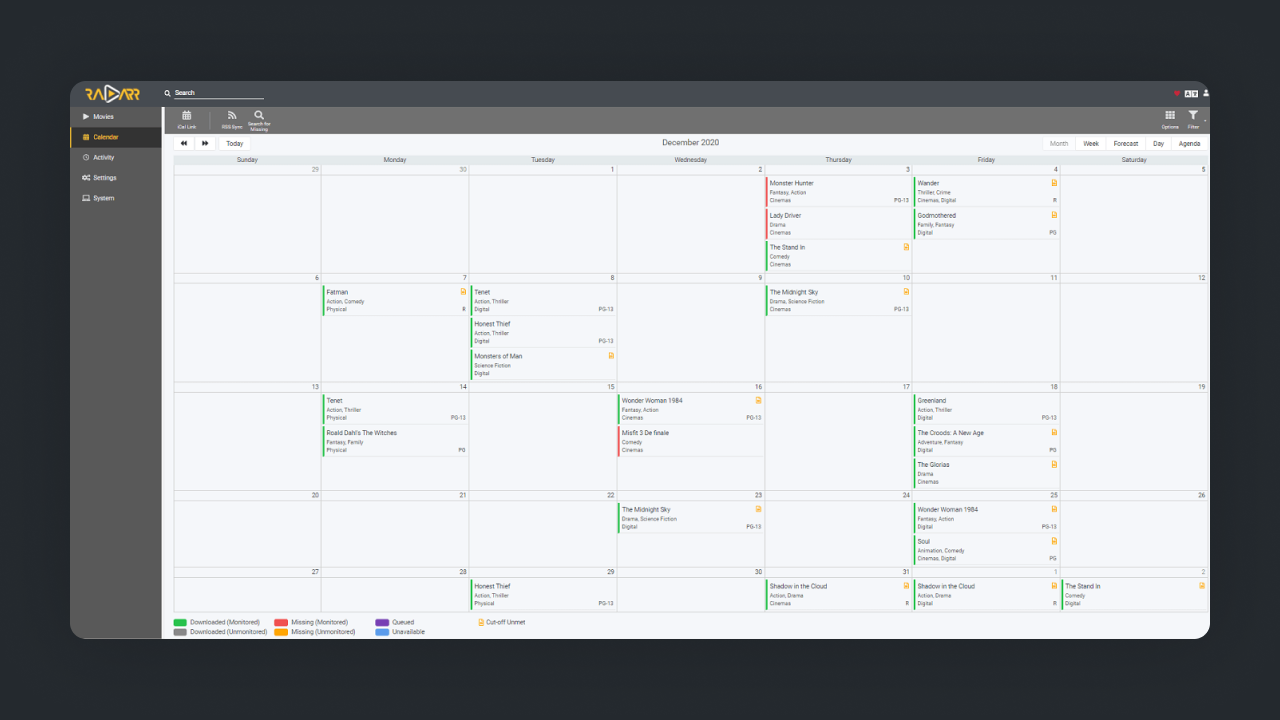 RADARR
Search
Movies
Calendar
Activity
Settings
System
iCal Link
RSS Sync
Search for
Missing
Options
Filter
Today
December 2020
Month Week Forecast Day Agenda
Sunday Monday Tuesday Wednesday Thursday Friday Saturday
29 30 1 2 3 4 5
Monster Hunter
Fantasy, Action
Cinemas PG-13
Lady Driver
Drama
Cinemas
The Stand In
Comedy
Cinemas
Wander
Thriller, Crime
Cinemas, Digital R
Godmothered
Family, Fantasy
Digital PG
6 7 8 9 10 11 12
Fatman
Action, Comedy
Physical R
Tenet
Action, Thriller
Digital PG-13
Honest Thief
Action, Thriller
Digital PG-13
Monsters of Man
Science Fiction
Digital
The Midnight Sky
Drama, Science Fiction
Cinemas PG-13
13 14 15 16 17 18 19
Tenet
Action, Thriller
Physical PG-13
Roald Dahl's The Witches
Fantasy, Family
Physical PG
Wonder Woman 1984
Fantasy, Action
Cinemas PG-13
Misfit 3 De finale
Comedy
Cinemas
Greenland
Action, Thriller
Digital PG-13
The Croods: A New Age
Adventure, Fantasy
Digital PG
The Glorias
Drama
Cinemas
20 21 22 23 24 25 26
The Midnight Sky
Drama, Science Fiction
Digital PG-13
Wonder Woman 1984
Fantasy, Action
Digital PG-13
Soul
Animation, Comedy
Cinemas, Digital PG
27 28 29 30 31 1 2
Honest Thief
Action, Thriller
Physical PG-13
Shadow in the Cloud
Action, Drama
Cinemas R
Shadow in the Cloud
Action, Drama
Digital R
The Stand In
Comedy
Digital
Downloaded (Monitored) Missing (Monitored) Queued Cut-off Unmet
Downloaded (Unmonitored) Missing (Unmonitored) Unavailable